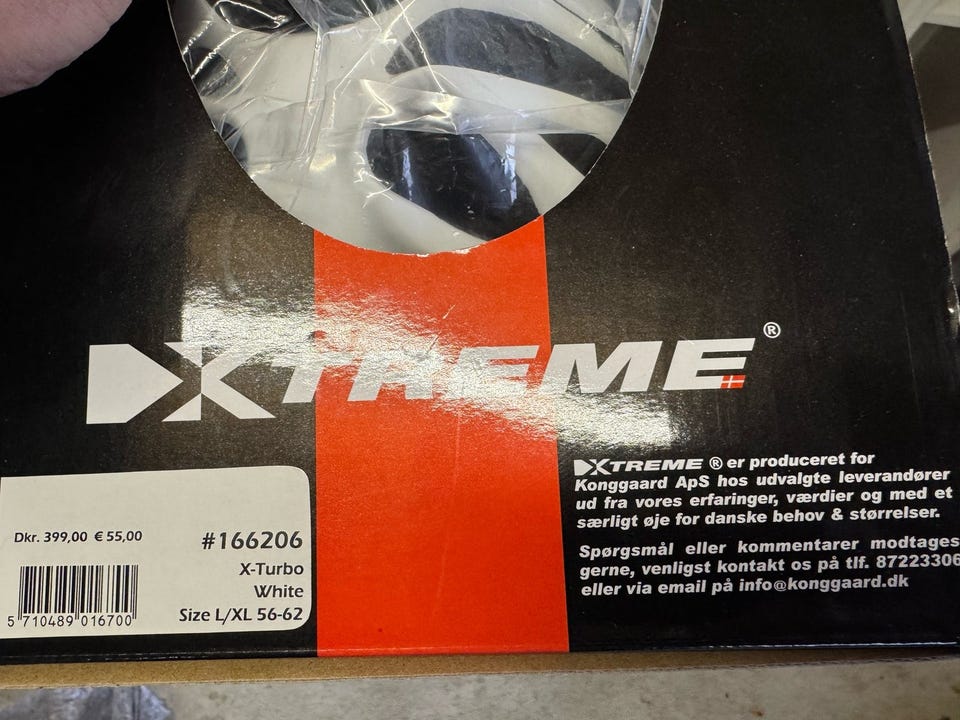 XTREME®
XTREME ® er produceret for
Konggaard ApS hos udvalgte leverandører
ud fra vores erfaringer, værdier og med et
særligt øje for danske behov & størrelser.
Spørgsmål eller kommentarer modtages
gerne, venligst kontakt os på tlf. 87223306
eller via email på info@konggaard.dk
Dkr. 399,00 € 55,00
#166206
X-Turbo
White
Size L/XL 56-62
5 710489 016700